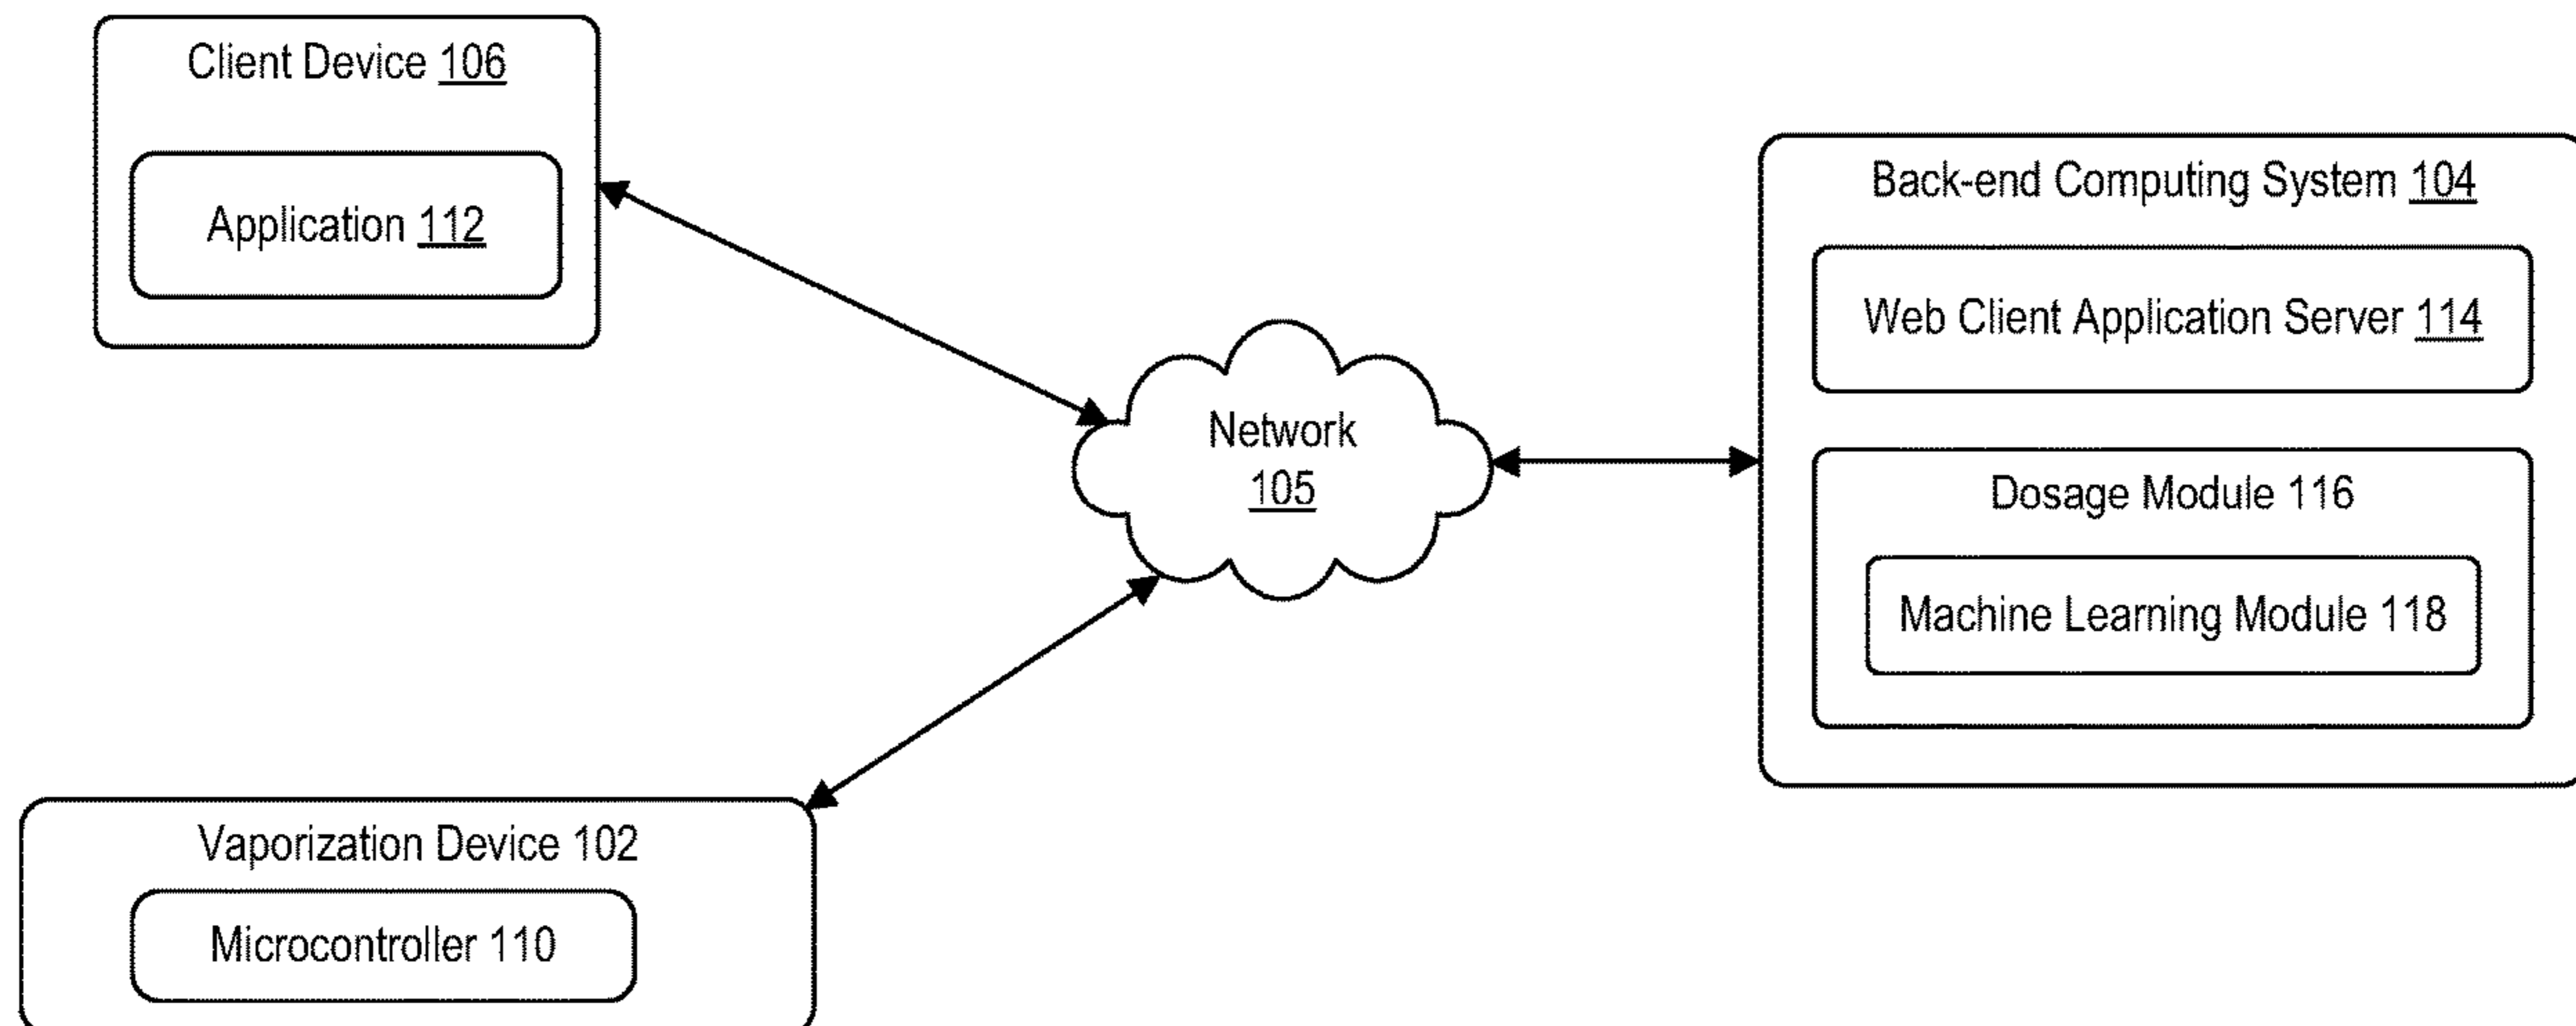 Client Device 106
Application 112
Back-end Computing System 104
Web Client Application Server 114
Network
105
Dosage Module 116
Machine Learning Module 118
Vaporization Device 102
Microcontroller 110